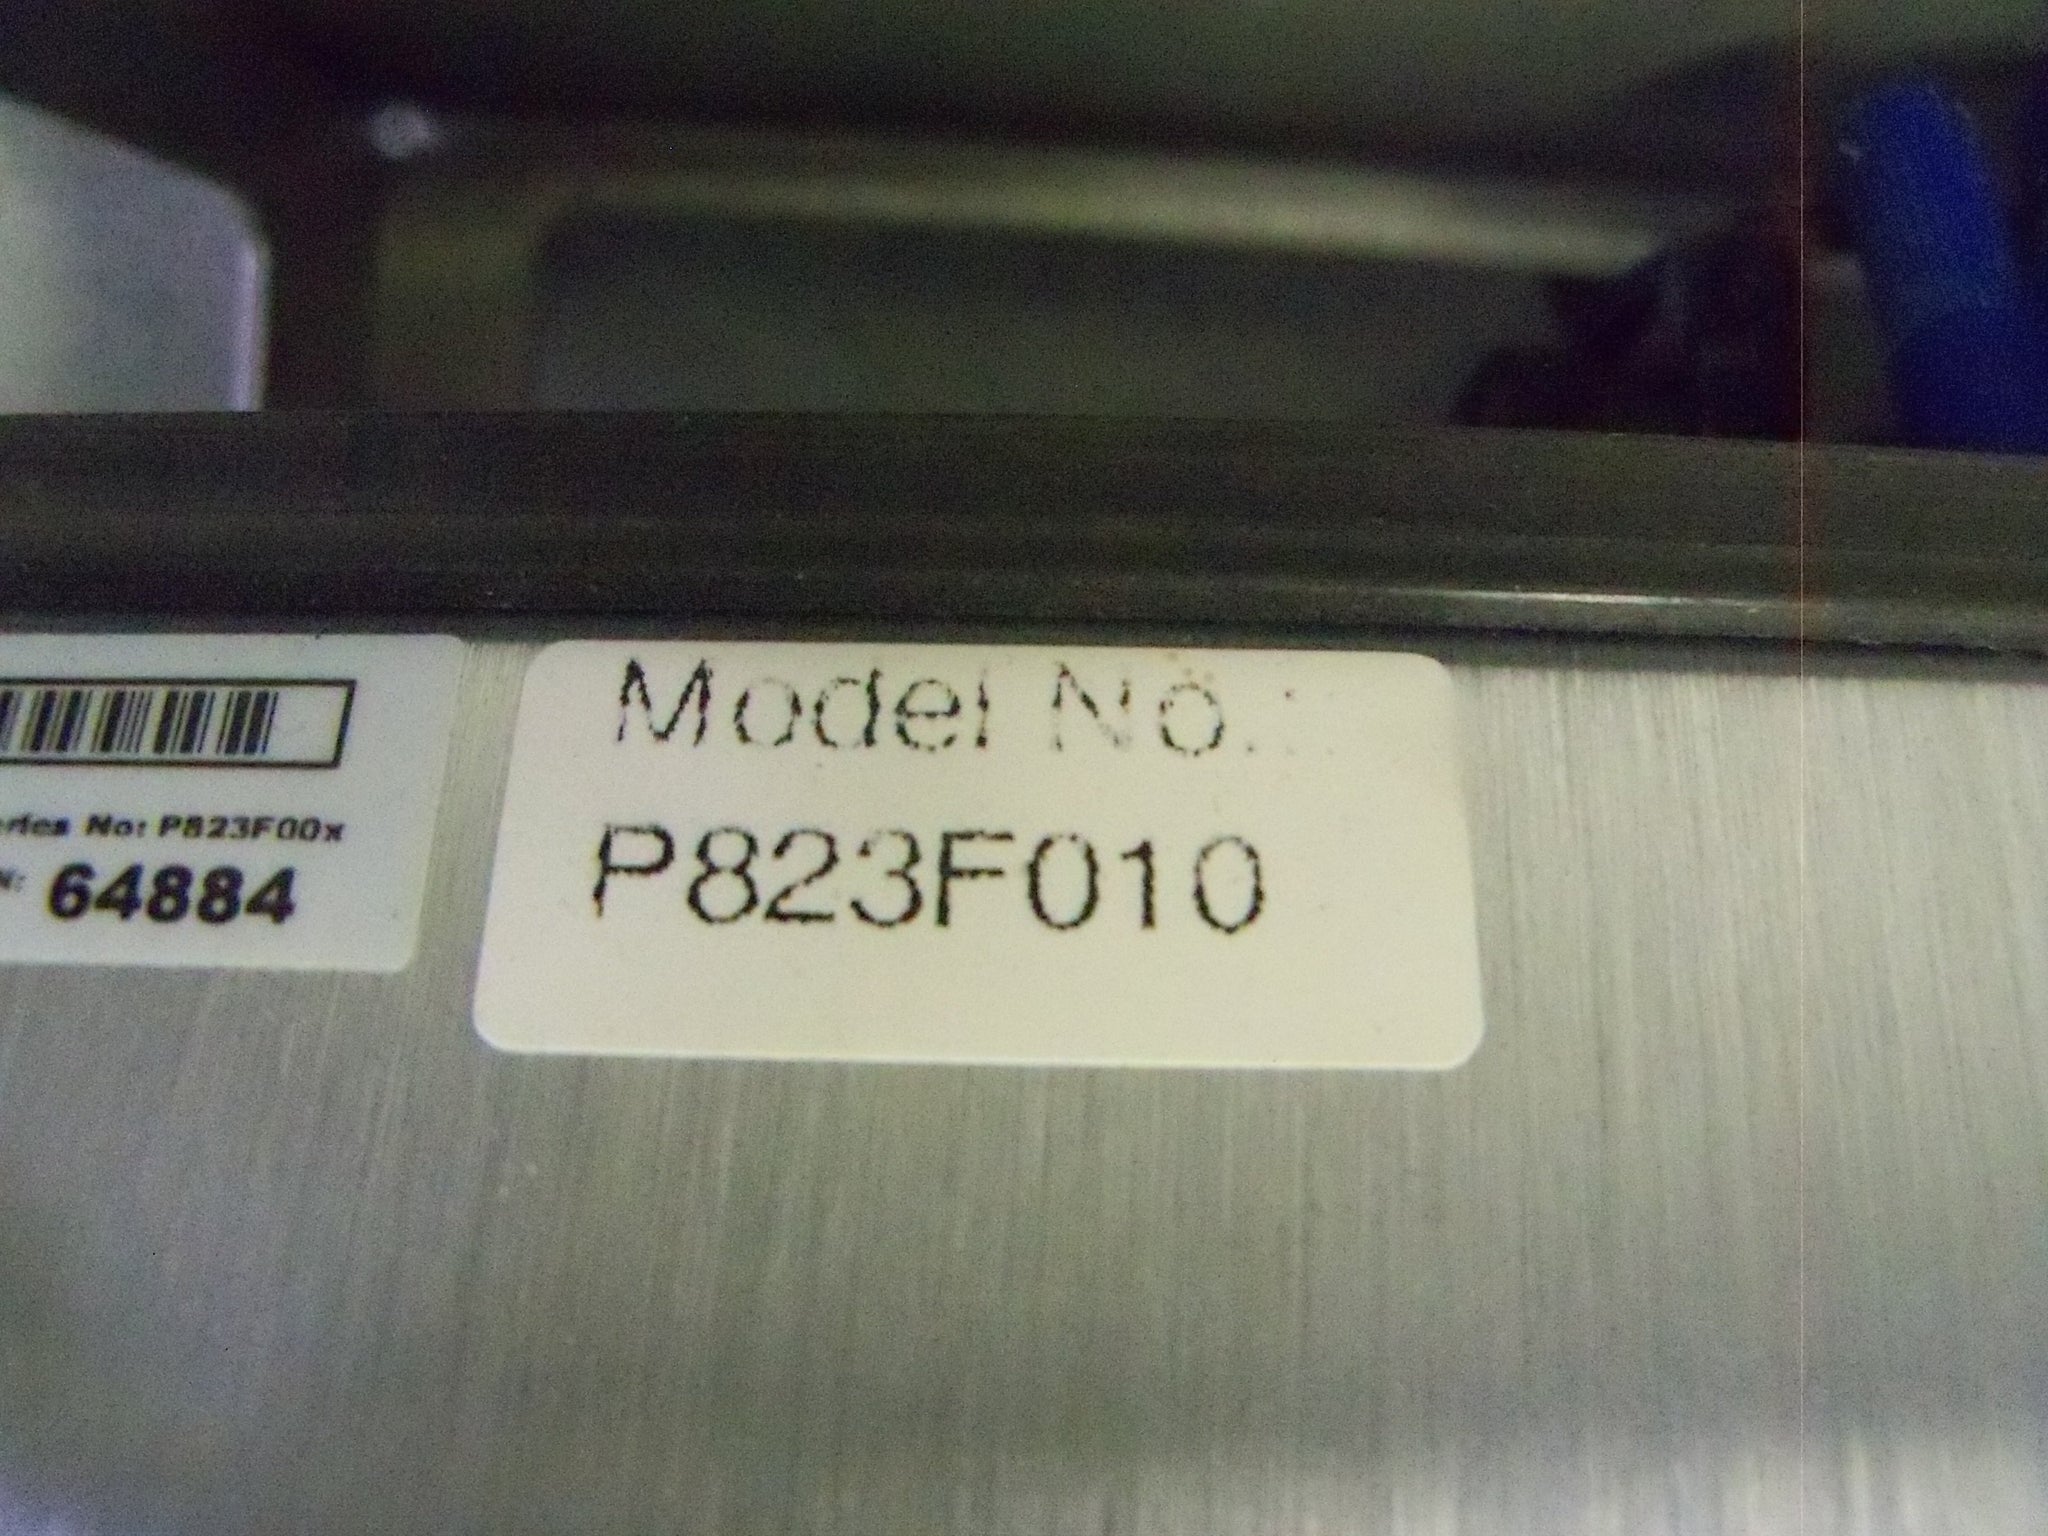 Model No.:
P823F010
eries No: P823F00x
N: 64884